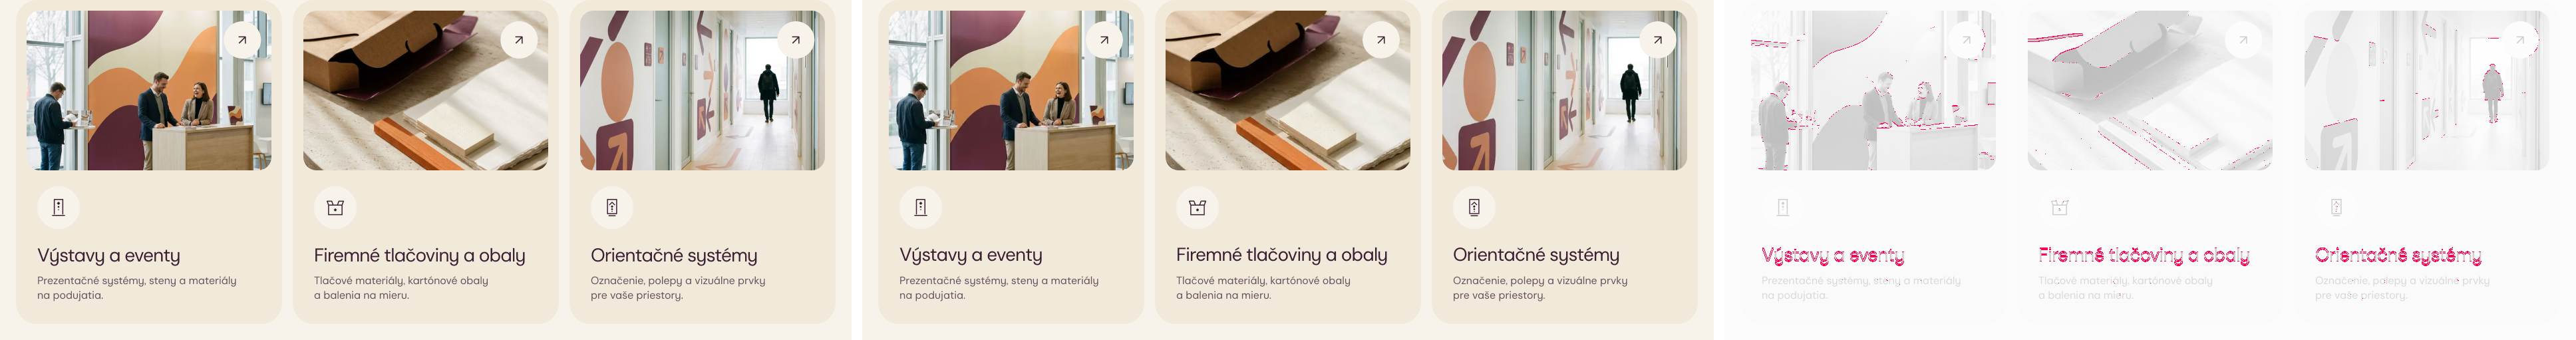 Výstavy a eventy
Prezentačné systémy, steny a materiály
na podujatia.
Firemné tlačoviny a obaly
Tlačové materiály, kartónové obaly
a balenia na mieru.
Orientačné systémy
Označenie, polepy a vizuálne prvky
pre vaše priestory.
Výstavy a eventy
Prezentačné systémy, steny a materiály
na podujatia.
Firemné tlačoviny a obaly
Tlačové materiály, kartónové obaly
a balenia na mieru.
Orientačné systémy
Označenie, polepy a vizuálne prvky
pre vaše priestory.
Výstavy a eventy
Prezentačné systémy, steny a materiály
na podujatia.
Firemné tlačoviny a obaly
Tlačové materiály, kartónové obaly
a balenia na mieru.
Orientačné systémy
Označenie, polepy a vizuálne prvky
pre vaše priestory.